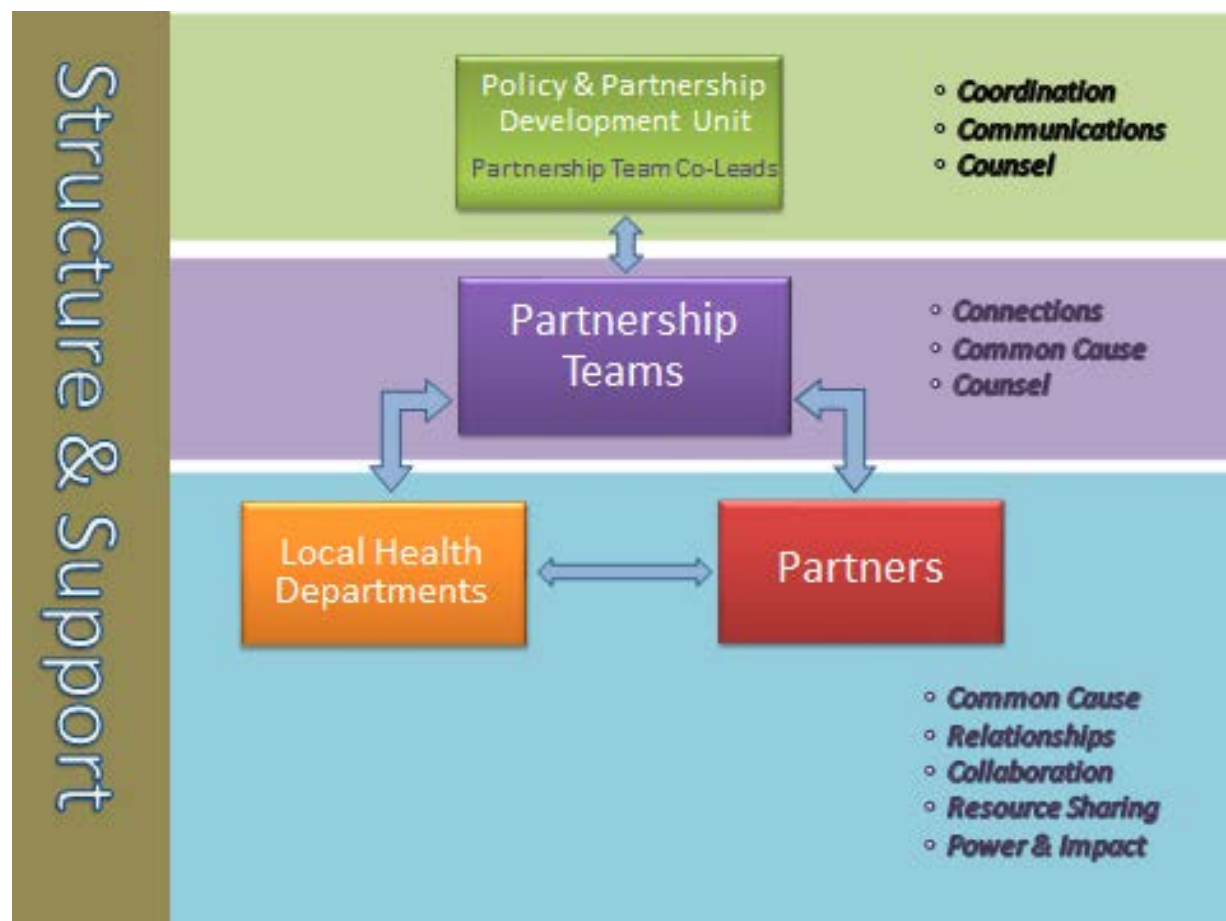 Structure & Support
Policy & Partnership
Development Unit
Partnership Team Co-Leads
◦ Coordination
◦ Communications
◦ Counsel
Partnership
Teams
◦ Connections
◦ Common Cause
◦ Counsel
Local Health
Departments
Partners
◦ Common Cause
◦ Relationships
◦ Collaboration
◦ Resource Sharing
◦ Power & Impact